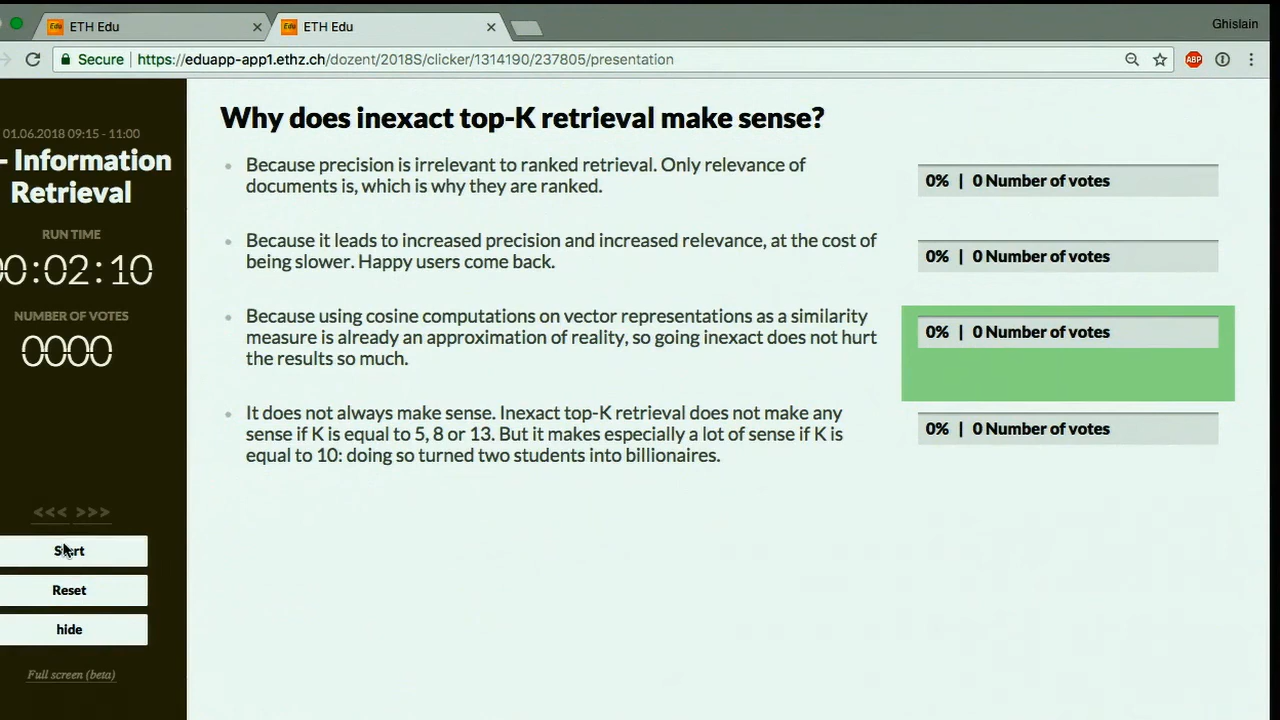 ETH Edu
ETH Edu
Ghislain
Secure
https://eduapp-app1.ethz.ch/dozent/2018S/clicker/1314190/237805/presentation
ABP
01.06.2018 09:15 - 11:00
- Information
Retrieval
RUN TIME
00:02:10
NUMBER OF VOTES
0000
<<< >>>
Start
Reset
hide
Full screen (beta)
Why does inexact top-K retrieval make sense?
Because precision is irrelevant to ranked retrieval. Only relevance of
documents is, which is why they are ranked.
0% | 0 Number of votes
Because it leads to increased precision and increased relevance, at the cost of
being slower. Happy users come back.
0% | 0 Number of votes
Because using cosine computations on vector representations as a similarity
measure is already an approximation of reality, so going inexact does not hurt
the results so much.
0% | 0 Number of votes
It does not always make sense. Inexact top-K retrieval does not make any
sense if K is equal to 5, 8 or 13. But it makes especially a lot of sense if K is
equal to 10: doing so turned two students into billionaires.
0% | 0 Number of votes